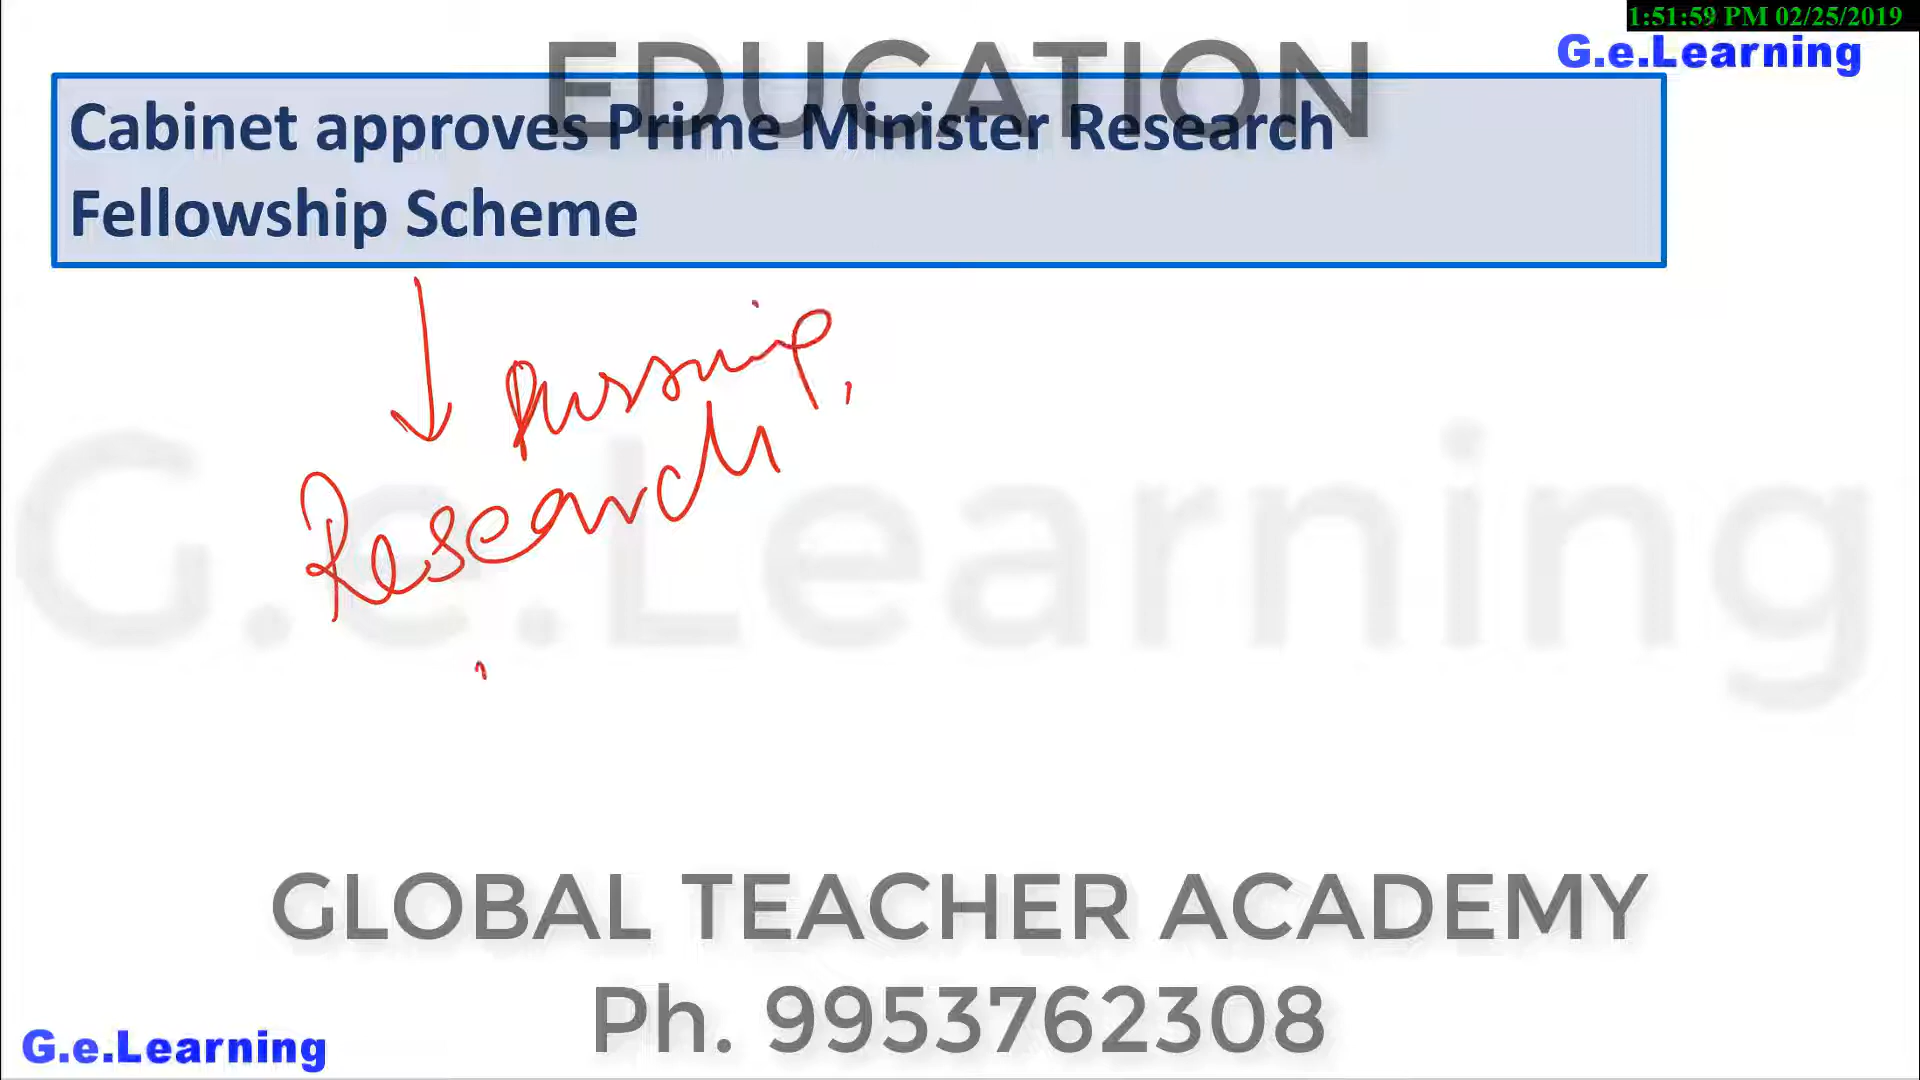 1:51:59 PM 02/25/2019
EDUCATION
G.e.Learning
Cabinet approves Prime Minister Research
Fellowship Scheme
Research
G.e.Learning
GLOBAL TEACHER ACADEMY
Ph. 9953762308
G.e.Learning